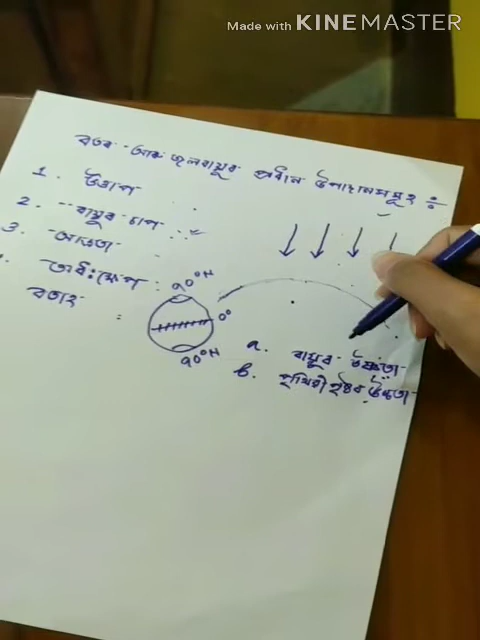 Made with KINEMASTER
বতৰ আৰু জলবায়ুৰ প্ৰধান উপাদানসমূহ :
1. উত্তাপ
2. বায়ুৰ চাপ
3. আৰ্দ্ৰতা
অধঃক্ষেপ
বতাহ
90°N
0°
90°N
a. বায়ুৰ উষ্ণতা
b. পৃথিৱী পৃষ্ঠৰ উষ্ণতা